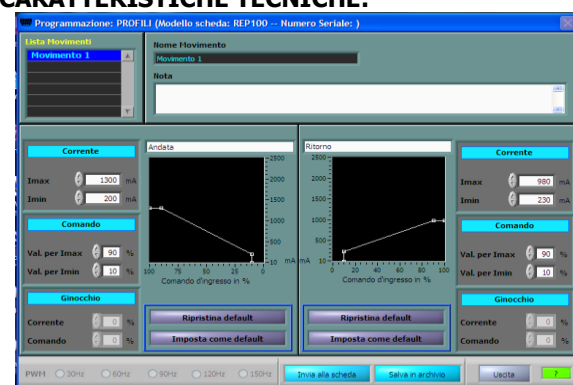 CARATTERISTICHE TECNICHE:
Programmazione: PROFILI (Modello scheda: REP100 -- Numero Seriale: )
Lista Movimenti
Movimento 1
Nome Movimento
Movimento 1
Nota
Corrente
Imax 1300 mA
Imin 200 mA
Comando
Val. per Imax 90 %
Val. per Imin 10 %
Ginocchio
Corrente 0 %
Comando 0 %
Andata
2500
2000
1500
1000
500
10 mA
100 75 50 25 0
Comando d'ingresso in %
Ripristina default
Imposta come default
Ritorno
2500
2000
1500
1000
500
mA 10
0 20 40 60 80 100
Comando d'ingresso in %
Ripristina default
Imposta come default
Corrente
Imax 980 mA
Imin 230 mA
Comando
Val. per Imax 90 %
Val. per Imin 10 %
Ginocchio
Corrente 0 %
Comando 0 %
PWM 30Hz 60Hz 90Hz 120Hz 150Hz Invia alla scheda Salva in archivio Uscita ?